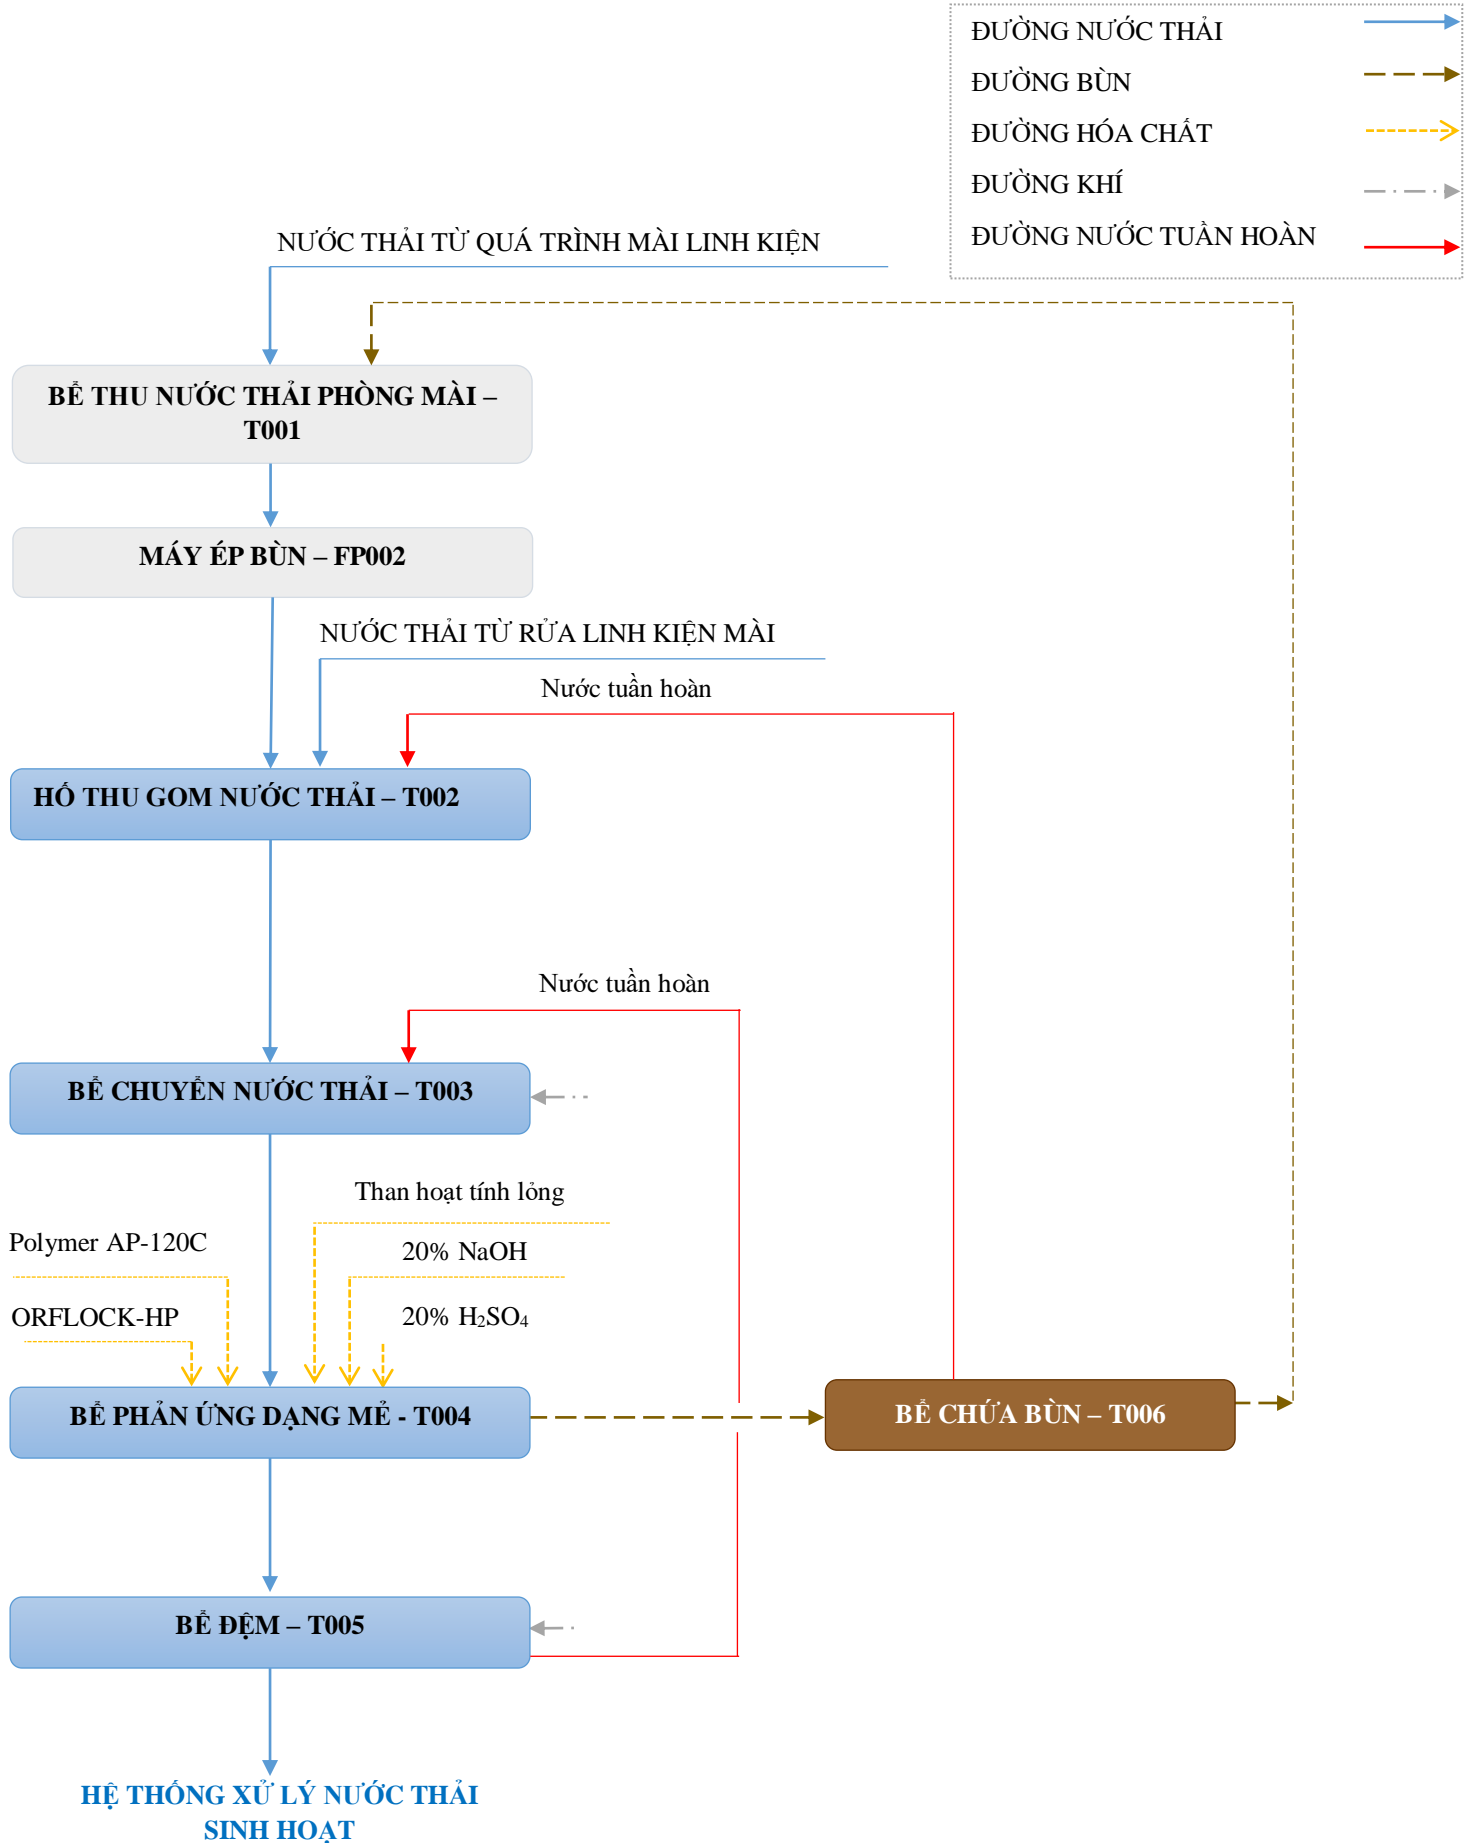 ĐƯỜNG NƯỚC THẢI
ĐƯỜNG BÙN
ĐƯỜNG HÓA CHẤT
ĐƯỜNG KHÍ
ĐƯỜNG NƯỚC TUẦN HOÀN
NƯỚC THẢI TỪ QUÁ TRÌNH MÀI LINH KIỆN
BỂ THU NƯỚC THẢI PHÒNG MÀI –
T001
MÁY ÉP BÙN – FP002
NƯỚC THẢI TỪ RỬA LINH KIỆN MÀI
Nước tuần hoàn
HỐ THU GOM NƯỚC THẢI – T002
Nước tuần hoàn
BỂ CHUYỂN NƯỚC THẢI – T003
Than hoạt tính lỏng
Polymer AP-120C
20% NaOH
ORFLOCK-HP
20% H₂SO₄
BỂ PHẢN ỨNG DẠNG MẺ - T004
BỂ CHỨA BÙN – T006
BỂ ĐỆM – T005
HỆ THỐNG XỬ LÝ NƯỚC THẢI
SINH HOẠT